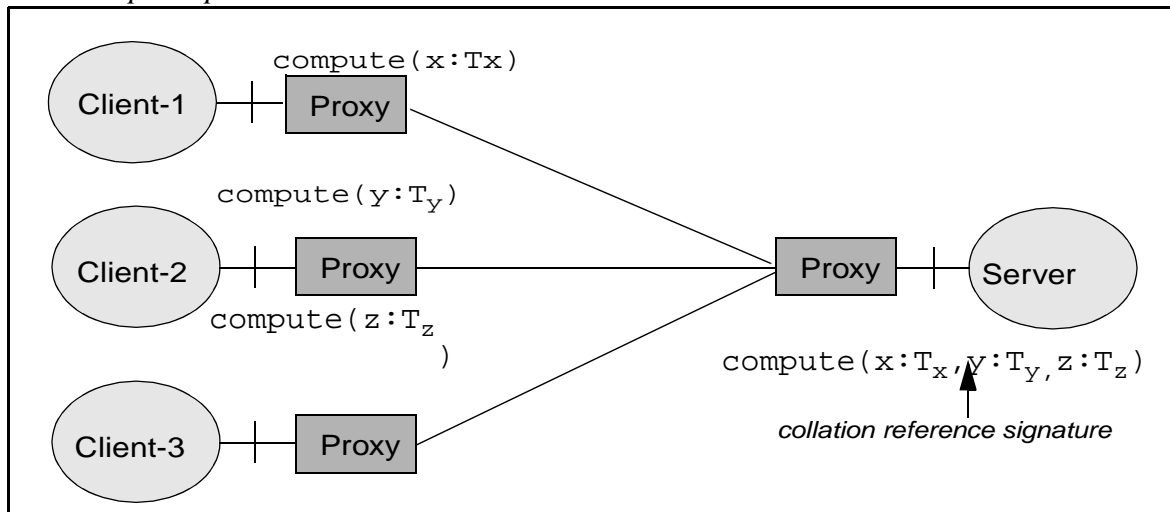 compute(x:Tx)
Client-1
Proxy
compute(y:Ty)
Client-2
Proxy
Proxy
Server
compute(z:Tz
)
compute(x:Tx,y:Ty,z:Tz)
collation reference signature
Client-3
Proxy